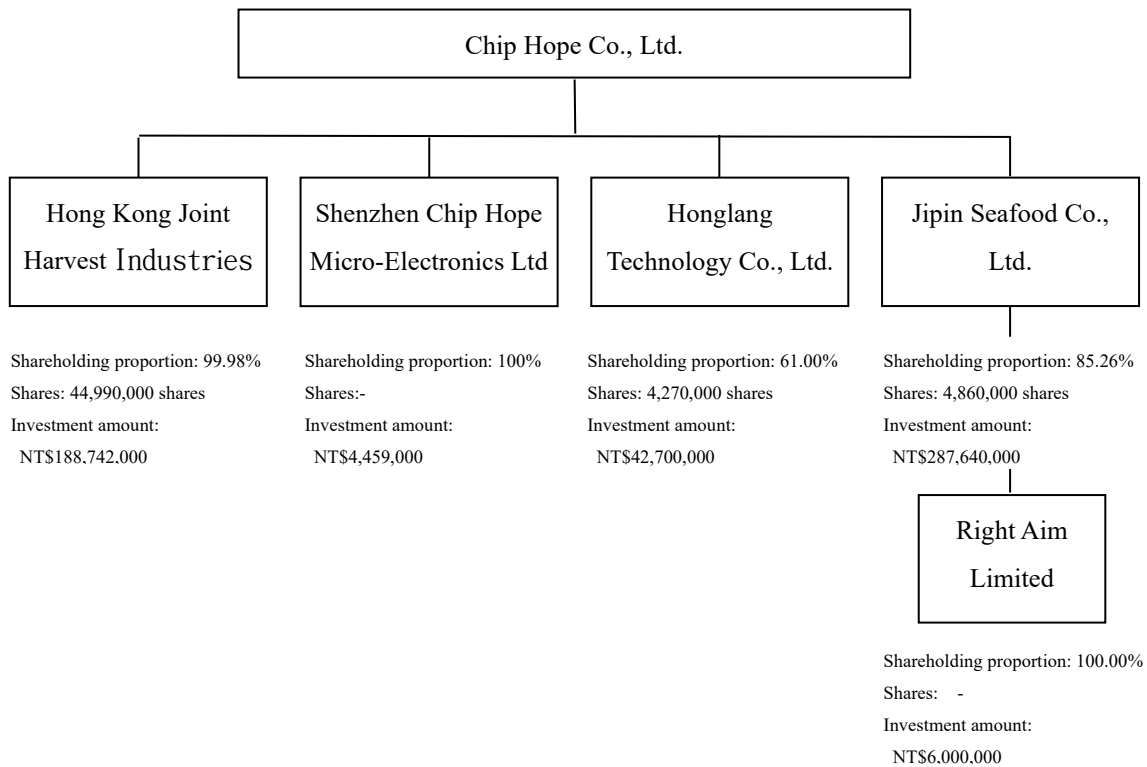 Chip Hope Co., Ltd.
Hong Kong Joint
Harvest Industries
Shenzhen Chip Hope
Micro-Electronics Ltd
Honglang
Technology Co., Ltd.
Jipin Seafood Co.,
Ltd.
Shareholding proportion: 99.98%
Shares: 44,990,000 shares
Investment amount:
NT$188,742,000
Shareholding proportion: 100%
Shares:-
Investment amount:
NT$4,459,000
Shareholding proportion: 61.00%
Shares: 4,270,000 shares
Investment amount:
NT$42,700,000
Shareholding proportion: 85.26%
Shares: 4,860,000 shares
Investment amount:
NT$287,640,000
Right Aim
Limited
Shareholding proportion: 100.00%
Shares: -
Investment amount:
NT$6,000,000